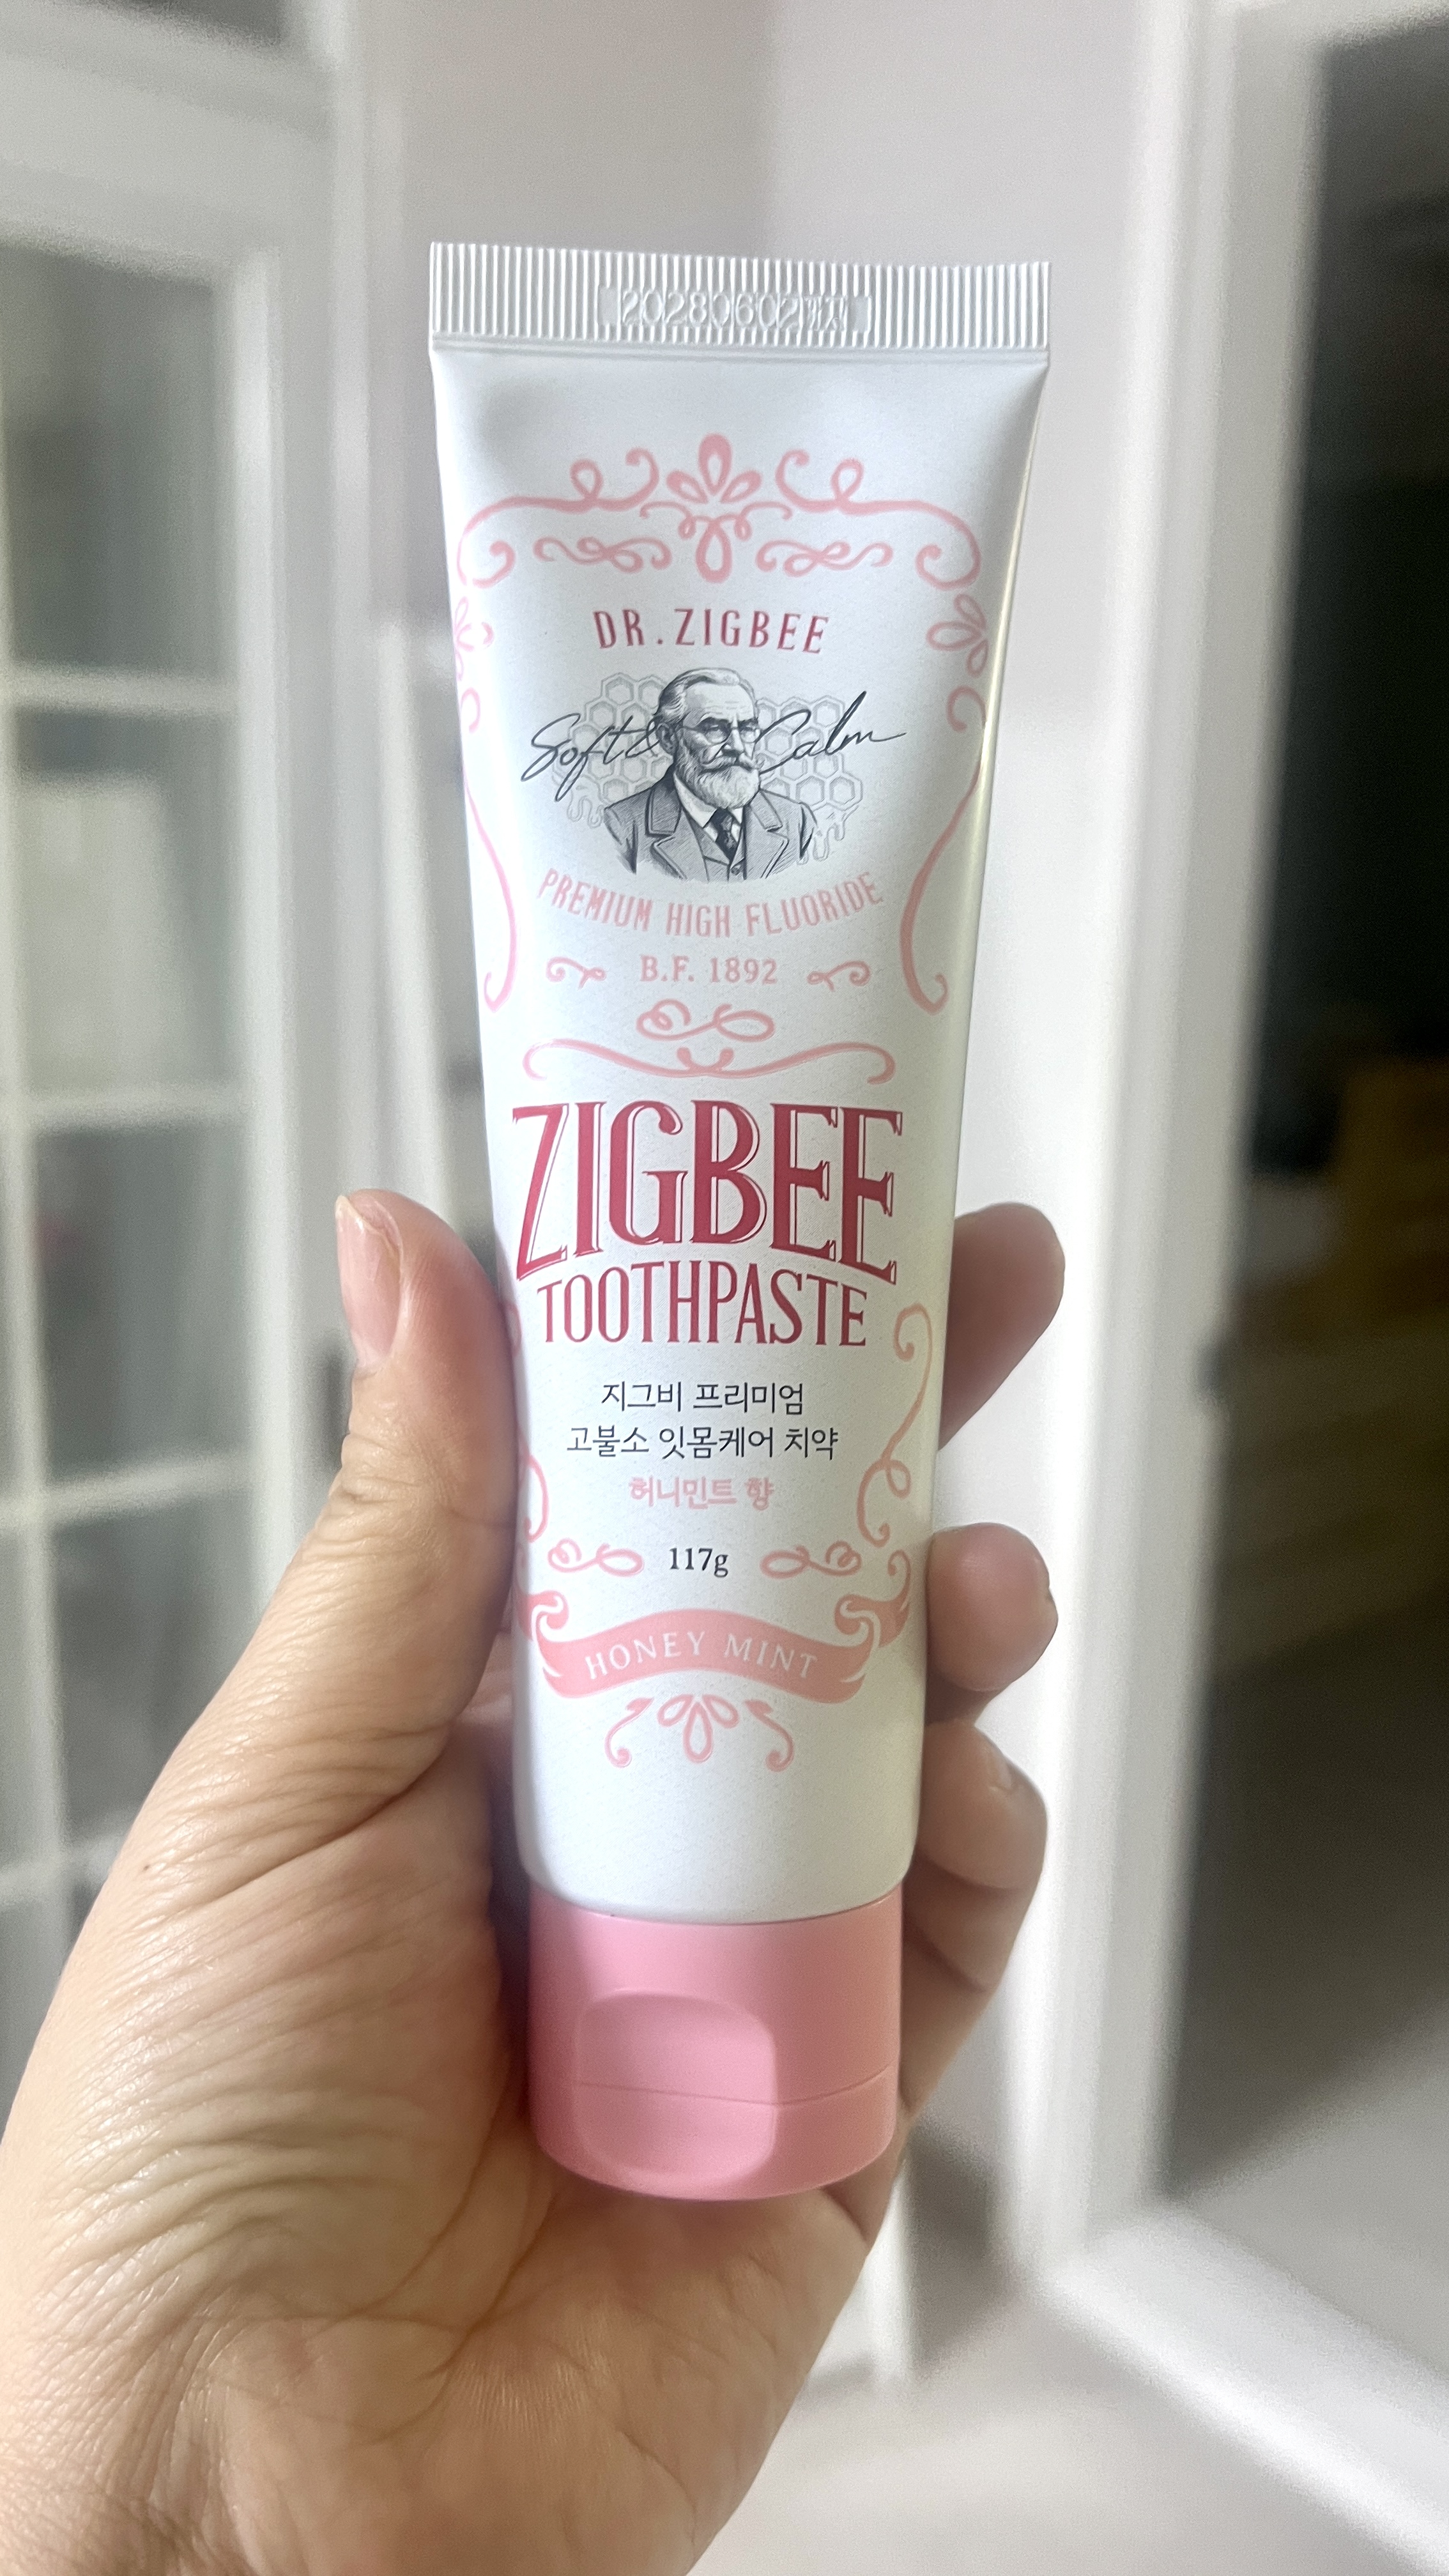 20280602까지
DR. ZIGBEE
Soft & Calm
PREMIUM HIGH FLUORIDE
B.F. 1892
ZIGBEE
TOOTHPASTE
지그비 프리미엄
고불소 잇몸케어 치약
허니민트 향
117g
HONEY MINT